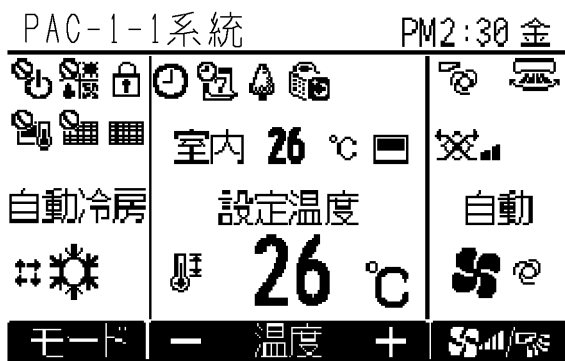 PAC-1-1系統 PM2:30 金
室内 26 ℃
自動冷房 設定温度 自動
26 ℃
モード － 温度 ＋